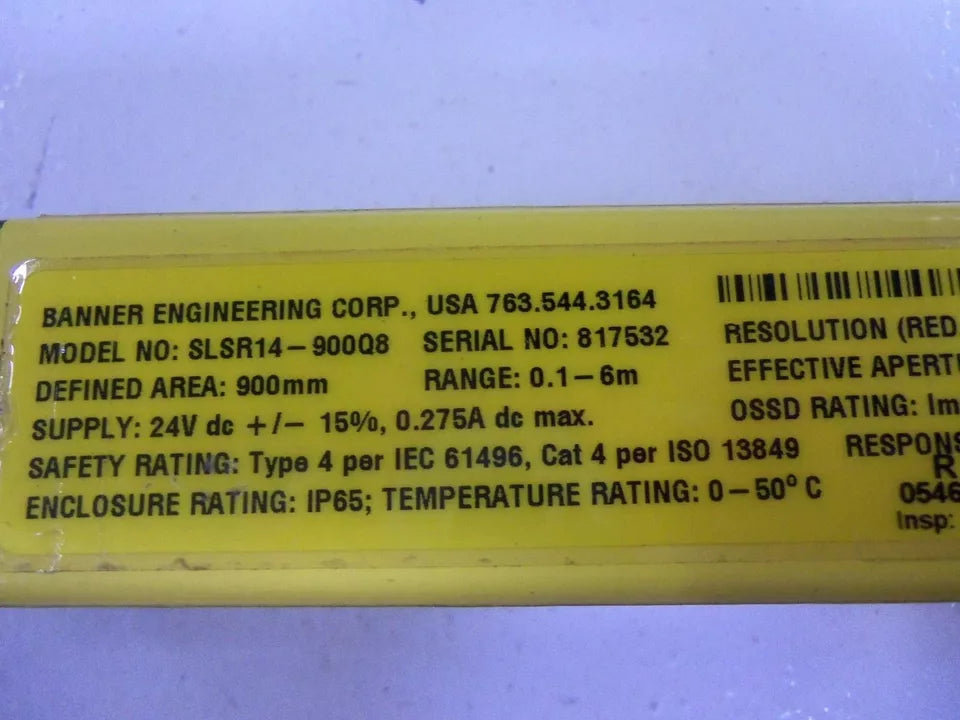 BANNER ENGINEERING CORP., USA 763.544.3164
MODEL NO: SLSR14-900Q8 SERIAL NO: 817532
DEFINED AREA: 900mm RANGE: 0.1-6m
SUPPLY: 24V dc +/- 15%, 0.275A dc max.
SAFETY RATING: Type 4 per IEC 61496, Cat 4 per ISO 13849
ENCLOSURE RATING: IP65; TEMPERATURE RATING: 0-50° C
RESOLUTION (RED.
EFFECTIVE APERT
OSSD RATING: Im
RESPONS
R
0546
Insp: